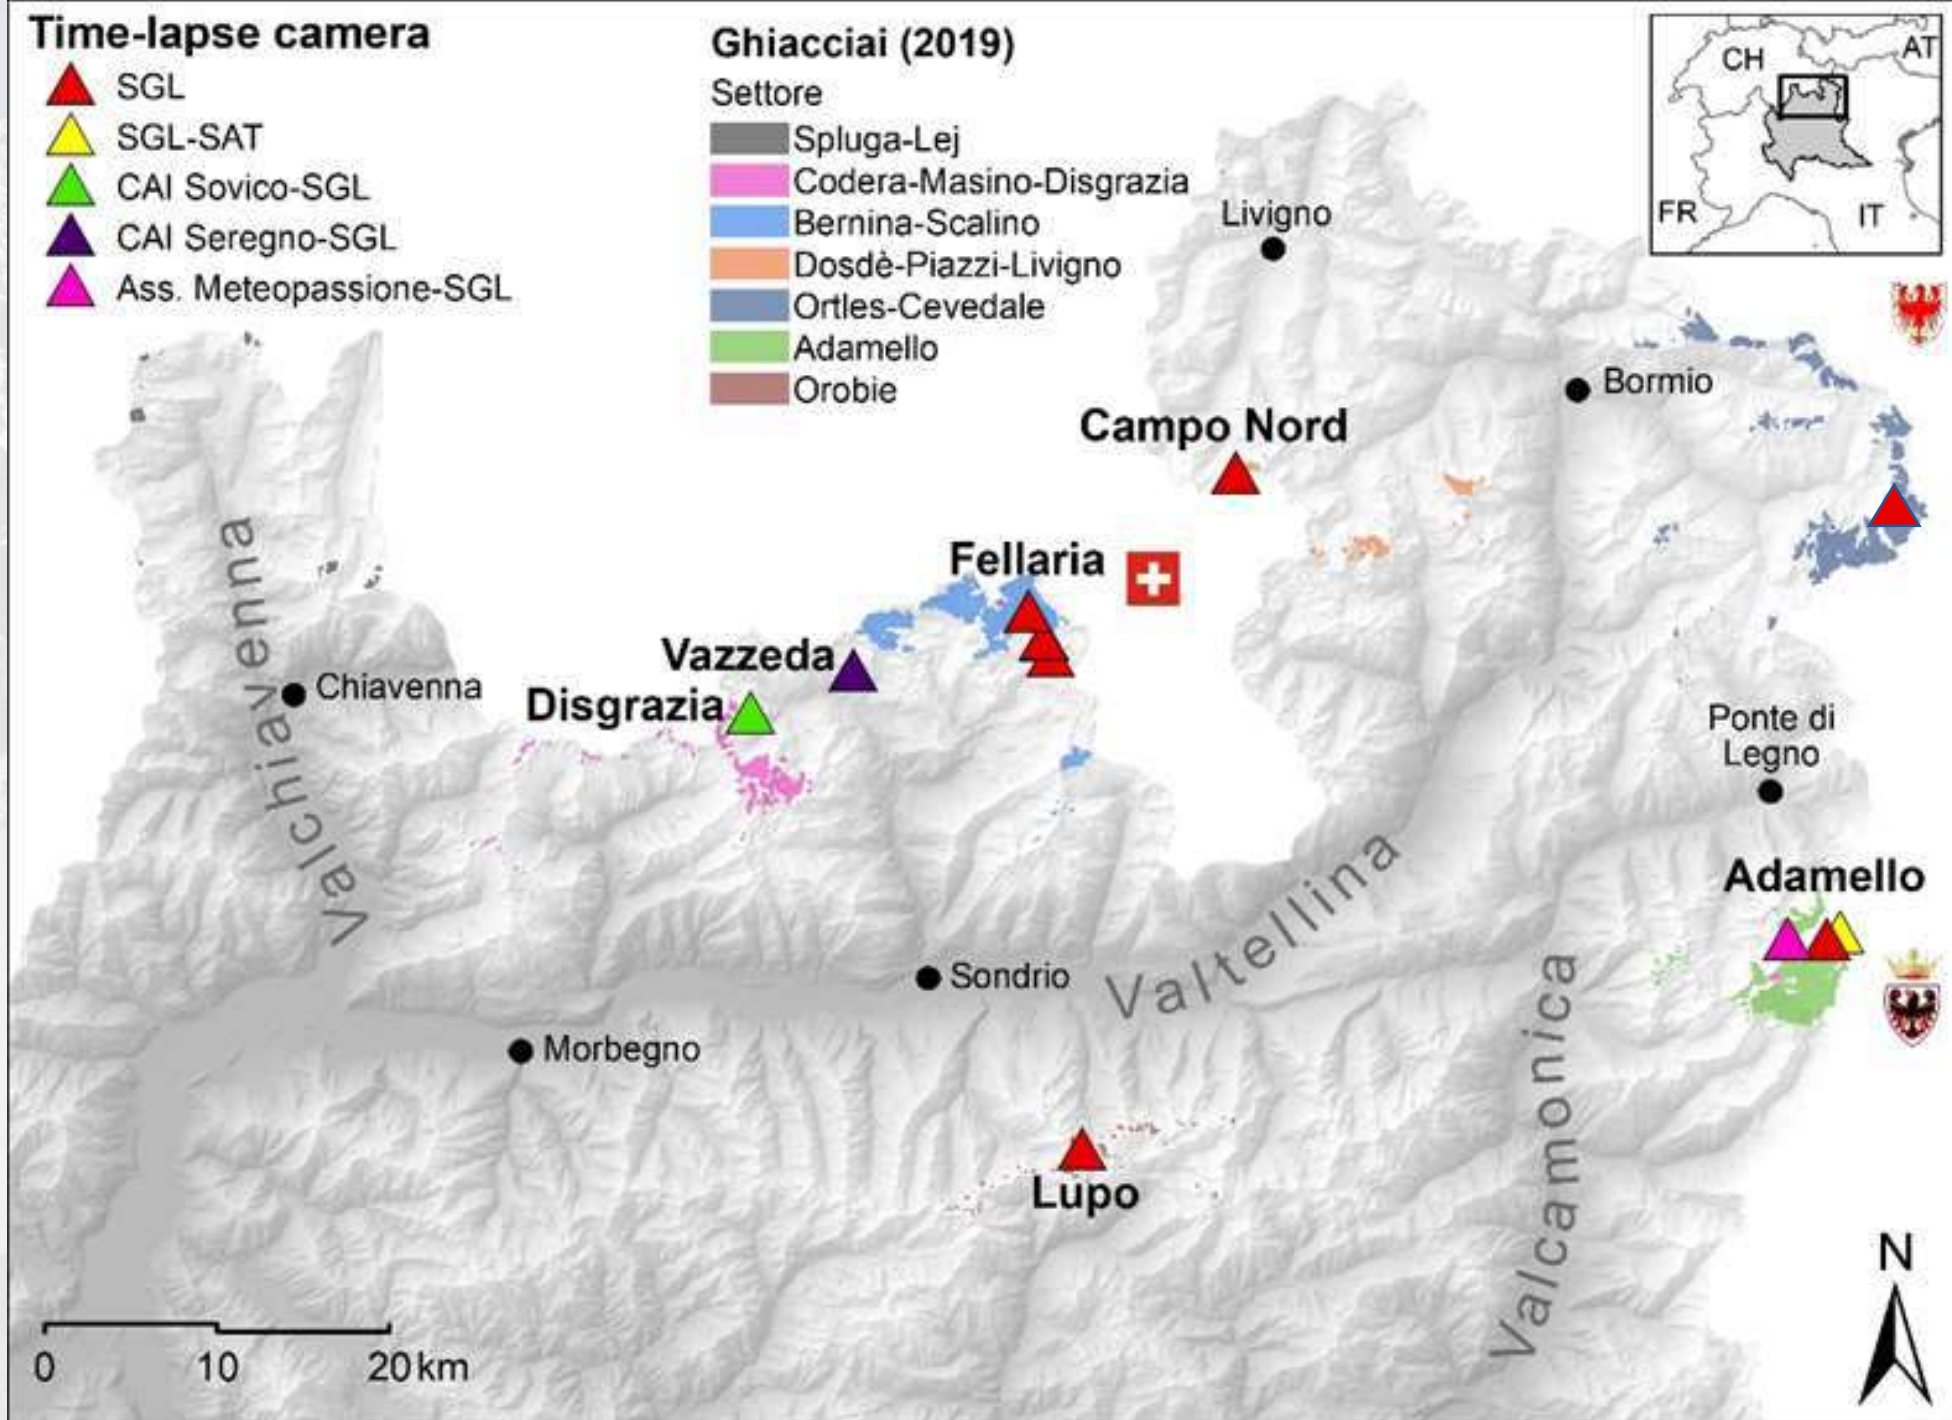 Time-lapse camera
SGL
SGL-SAT
CAI Sovico-SGL
CAI Seregno-SGL
Ass. Meteopassione-SGL
Ghiacciai (2019)
Settore
Spluga-Lej
Codera-Masino-Disgrazia
Bernina-Scalino
Dosdè-Piazzi-Livigno
Ortles-Cevedale
Adamello
Orobie
CH
AT
FR
IT
Livigno
Bormio
Campo Nord
Fellaria
Vazzeda
Disgrazia
Chiavenna
Valchiavenna
Ponte di
Legno
Adamello
Valtellina
Sondrio
Morbegno
Valcamonica
Lupo
N
0 10 20 km